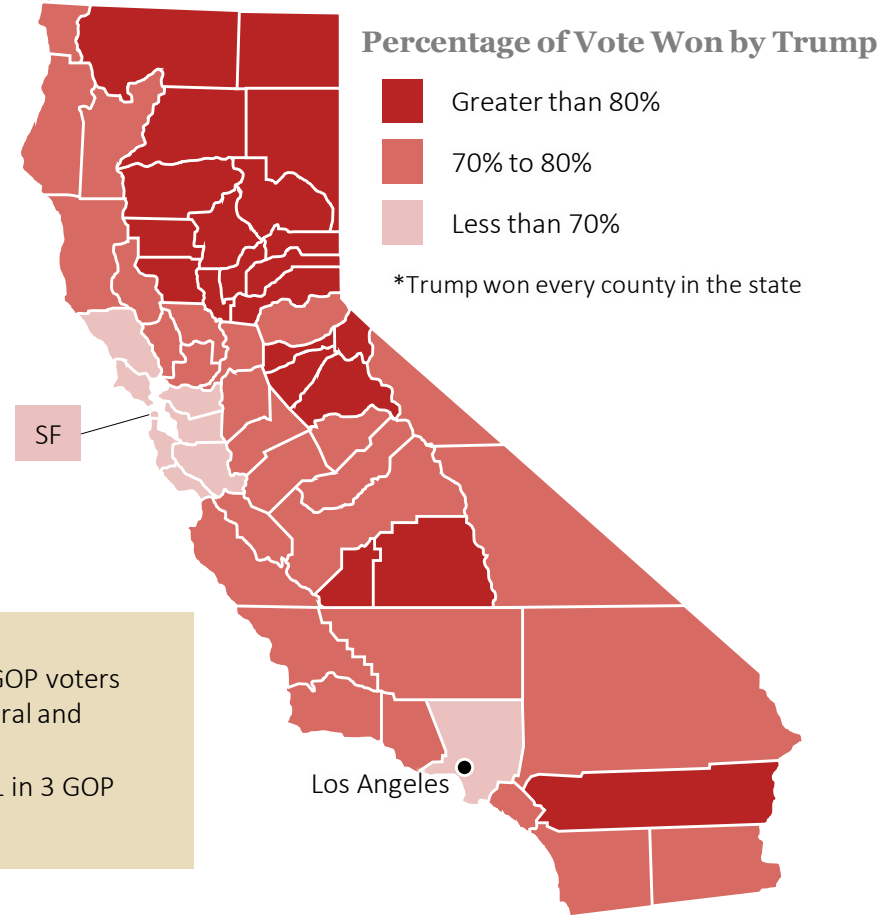 Percentage of Vote Won by Trump
Greater than 80%
70% to 80%
Less than 70%
*Trump won every county in the state
SF
GOP voters
ral and
in 3 GOP
Los Angeles